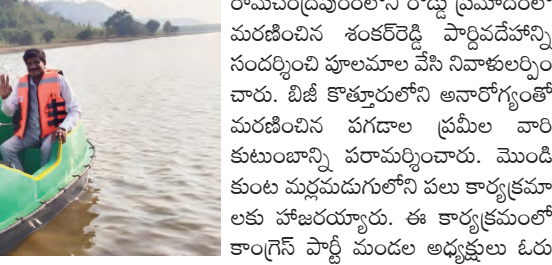 రామచంద్రాపురంలోని రోడ్డు ప్రమాదంలో
మరణించిన శంకర్‌రెడ్డి పార్థివదేహాన్ని
సందర్శించి పూలమాల వేసి నివాళులర్పిం
చారు. బిజీ కొత్తూరులోని అనారోగ్యంతో
మరణించిన పగడాల ప్రమీల వారి
కుటుంబాన్ని పరామర్శించారు. మొండి
కుంట మర్లమడుగులోని పలు కార్యక్రమా
లకు హాజరయ్యారు. ఈ కార్యక్రమంలో
కాంగ్రెస్ పార్టీ మండల అధ్యక్షులు ఓరు